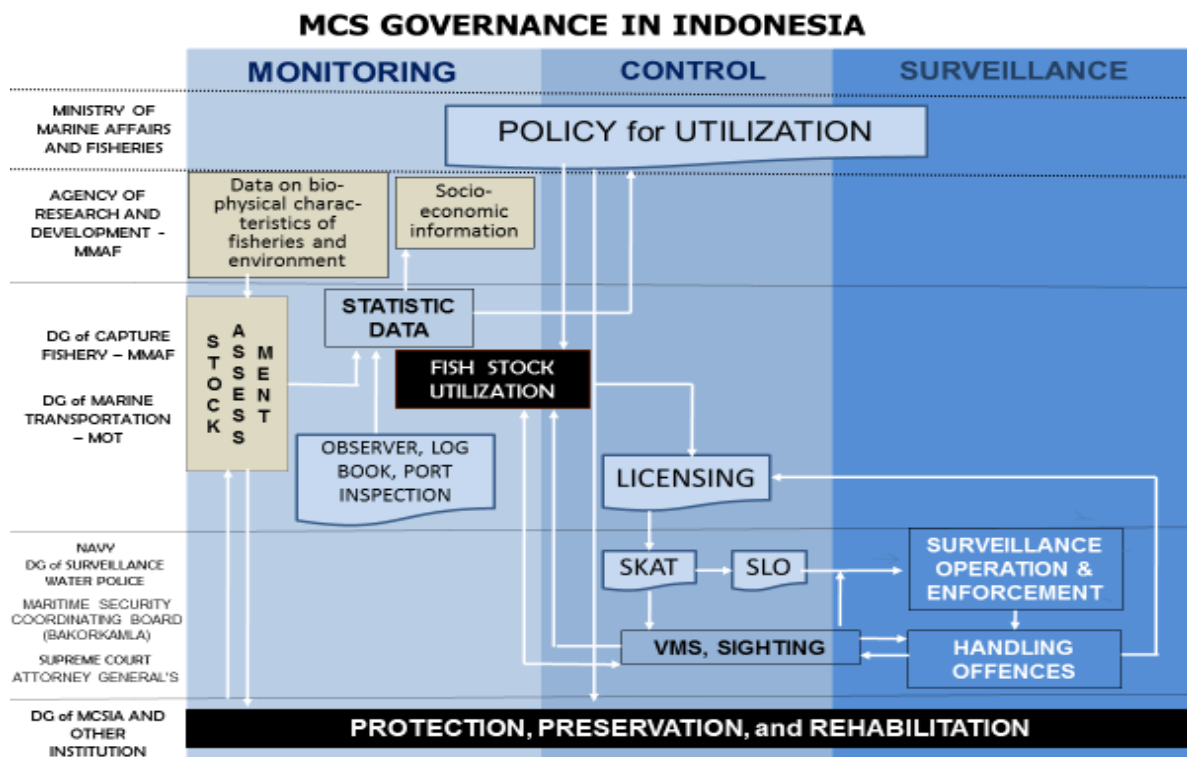 MCS GOVERNANCE IN INDONESIA
MONITORING
CONTROL
SURVEILLANCE
MINISTRY OF
MARINE AFFAIRS
AND FISHERIES
POLICY for UTILIZATION
AGENCY OF
RESEARCH AND
DEVELOPMENT -
MMAF
Data on bio-
physical charac-
teristics of
fisheries and
environment
Socio-
economic
information
DG of CAPTURE
FISHERY – MMAF
DG of MARINE
TRANSPORTATION
– MOT
STOCK
ASSESS
MENT
STATISTIC
DATA
FISH STOCK
UTILIZATION
OBSERVER, LOG
BOOK, PORT
INSPECTION
LICENSING
NAVY
DG of SURVEILLANCE
WATER POLICE
MARITIME SECURITY
COORDINATING BOARD
(BAKORKAMLA)
SUPREME COURT
ATTORNEY GENERAL'S
SKAT
SLO
SURVEILLANCE
OPERATION &
ENFORCEMENT
VMS, SIGHTING
HANDLING
OFFENCES
DG of MCSIA AND
OTHER
INSTITUTION
PROTECTION, PRESERVATION, and REHABILITATION